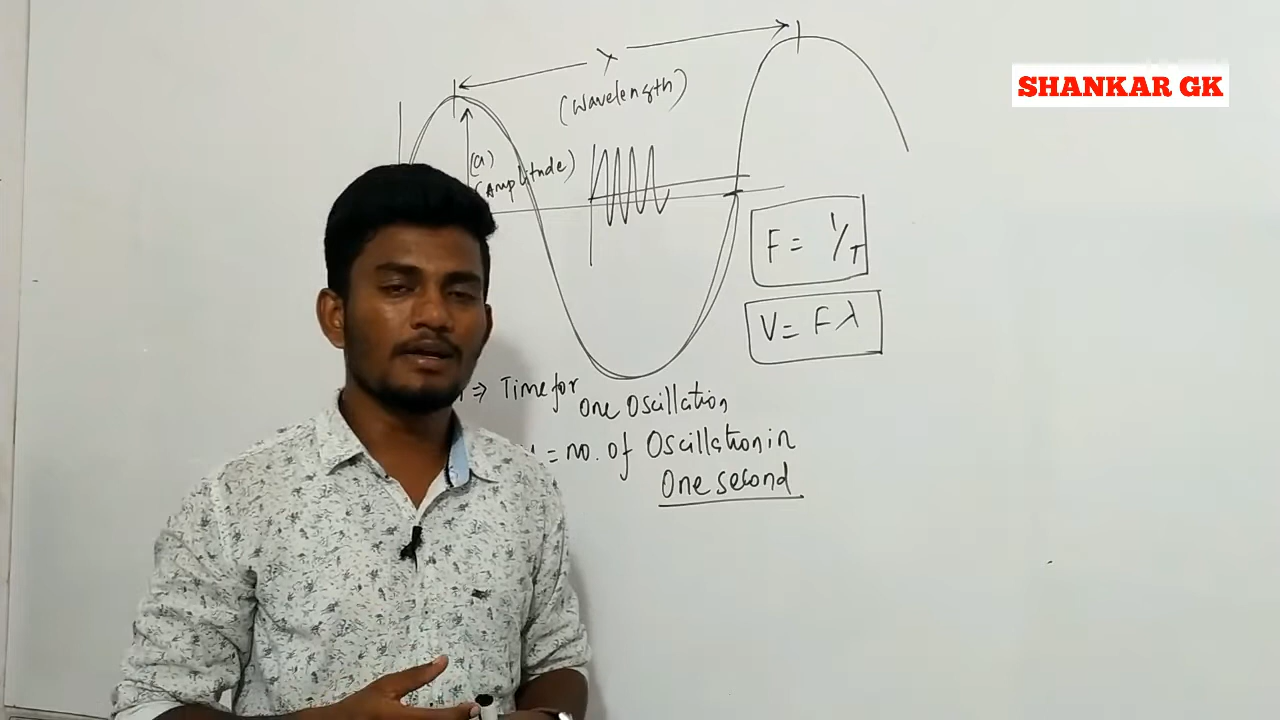 SHANKAR GK
λ
(Wavelength)
(a)
(Amplitude)
F = 1/T
V = Fλ
⇒ Time for
One Oscillation
= no. of Oscillation in
One second